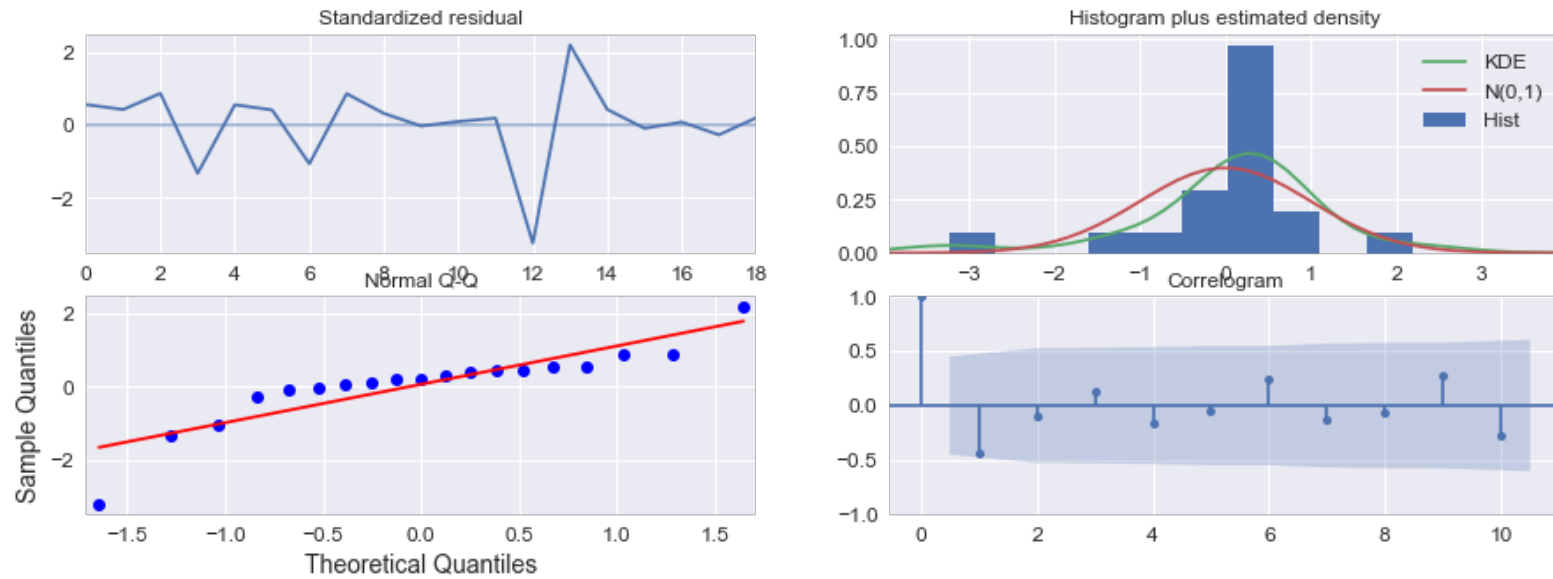 Standardized residual
2
0
−2
0 2 4 6 8 10 12 14 16 18
Histogram plus estimated density
1.00
0.75
0.50
0.25
0.00
KDE
N(0,1)
Hist
−3 −2 −1 0 1 2 3
Normal Q-Q
Sample Quantiles
2
0
−2
−1.5 −1.0 −0.5 0.0 0.5 1.0 1.5
Theoretical Quantiles
Correlogram
1.0
0.5
0.0
−0.5
−1.0
0 2 4 6 8 10